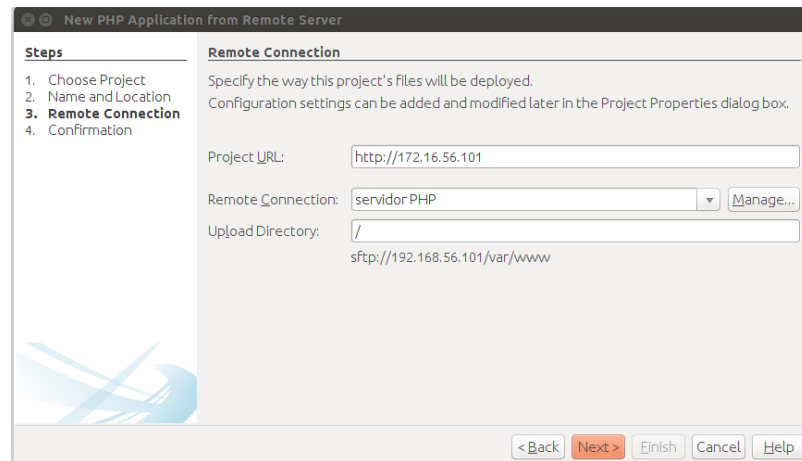 New PHP Application from Remote Server
Steps
1. Choose Project
2. Name and Location
3. Remote Connection
4. Confirmation
Remote Connection
Specify the way this project's files will be deployed.
Configuration settings can be added and modified later in the Project Properties dialog box.
Project URL: http://172.16.56.101
Remote Connection: servidor PHP Manage...
Upload Directory: /
sftp://192.168.56.101/var/www
< Back Next > Finish Cancel Help